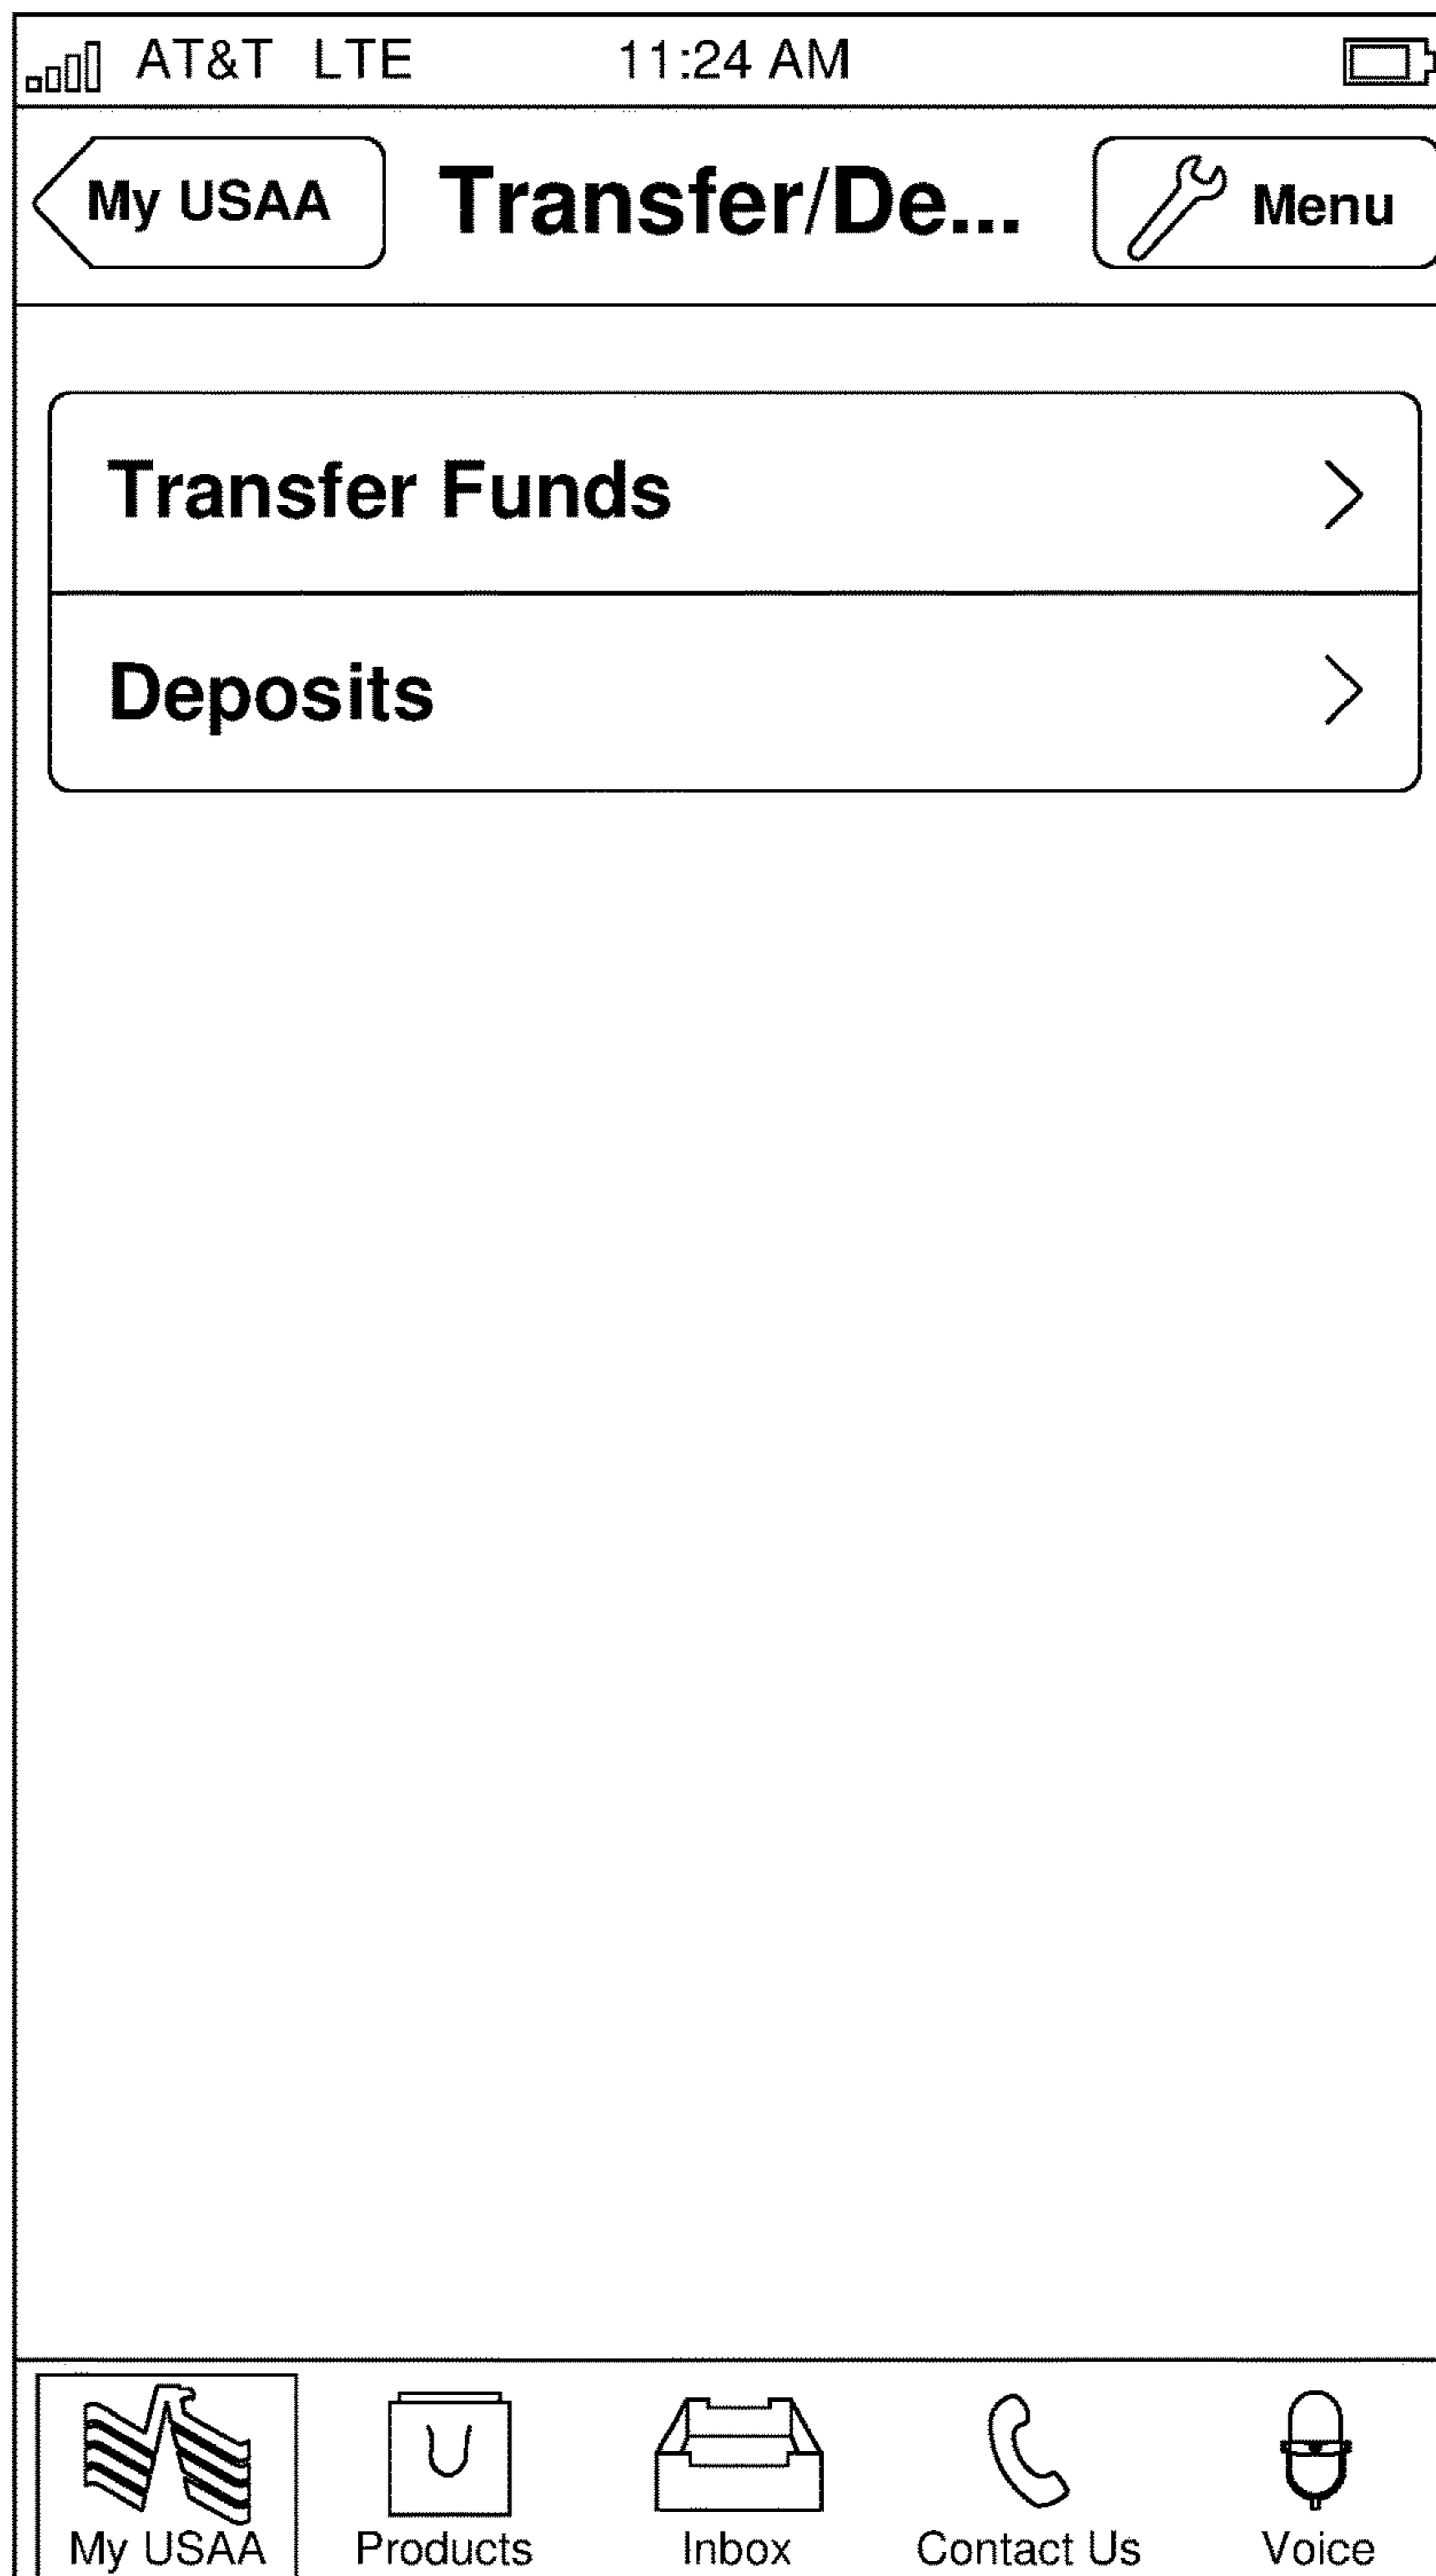 AT&T LTE 11:24 AM
My USAA Transfer/De... Menu
Transfer Funds
Deposits
My USAA Products Inbox Contact Us Voice